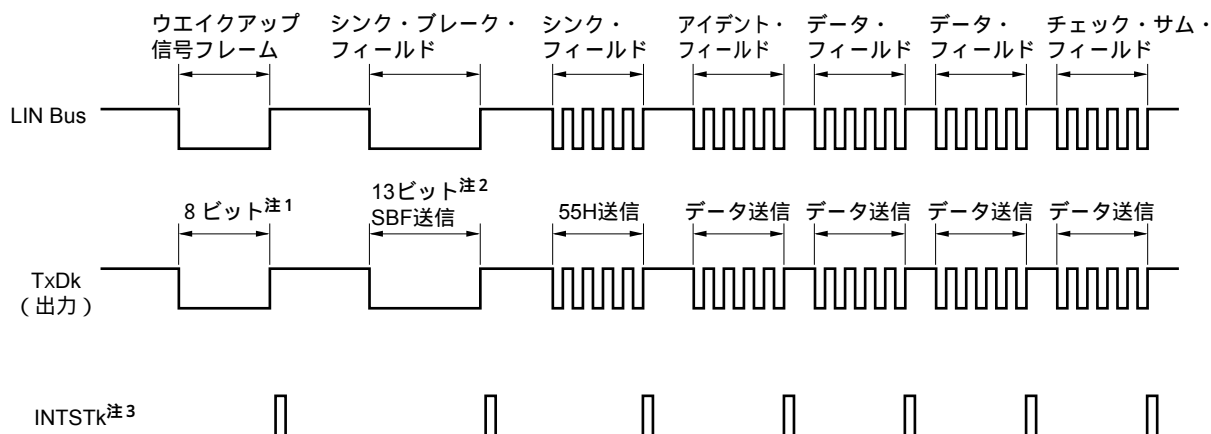 ウエイクアップ
信号フレーム
シンク・ブレーク・
フィールド
シンク・
フィールド
アイデント・
フィールド
データ・
フィールド
データ・
フィールド
チェック・サム・
フィールド
LIN Bus
8 ビット注1
13ビット注2
SBF送信
55H送信
データ送信
データ送信
データ送信
データ送信
TxDk
(出力)
INTSTk注3